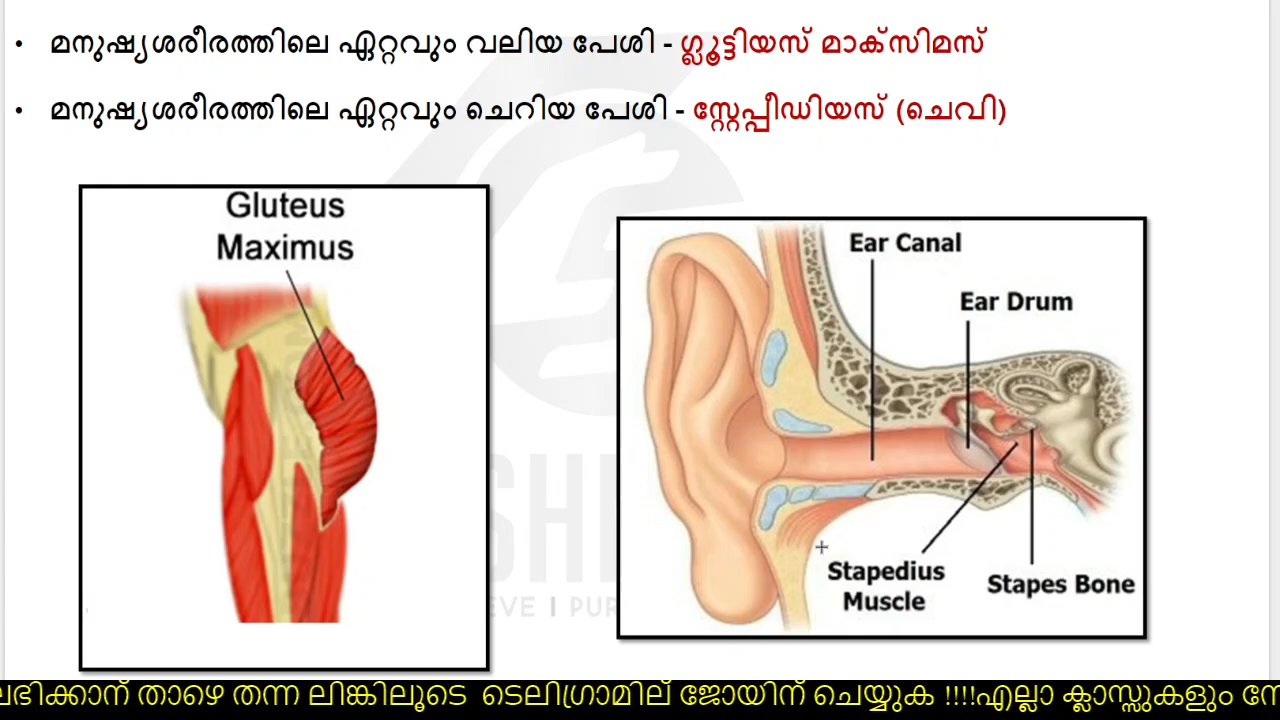 • മനുഷ്യശരീരത്തിലെ ഏറ്റവും വലിയ പേശി - ഗ്ലൂട്ടിയസ് മാക്സിമസ്
• മനുഷ്യശരീരത്തിലെ ഏറ്റവും ചെറിയ പേശി - സ്റ്റേപ്പീഡിയസ് (ചെവി)
Gluteus
Maximus
Ear Canal
Ear Drum
Stapedius
Muscle
Stapes Bone
താഴെ തന്ന ലിങ്കിലൂടെ ടെലിഗ്രാമില് ജോയിന് ചെയ്യുക !!!!എല്ലാ ക്ലാസ്സുകളും